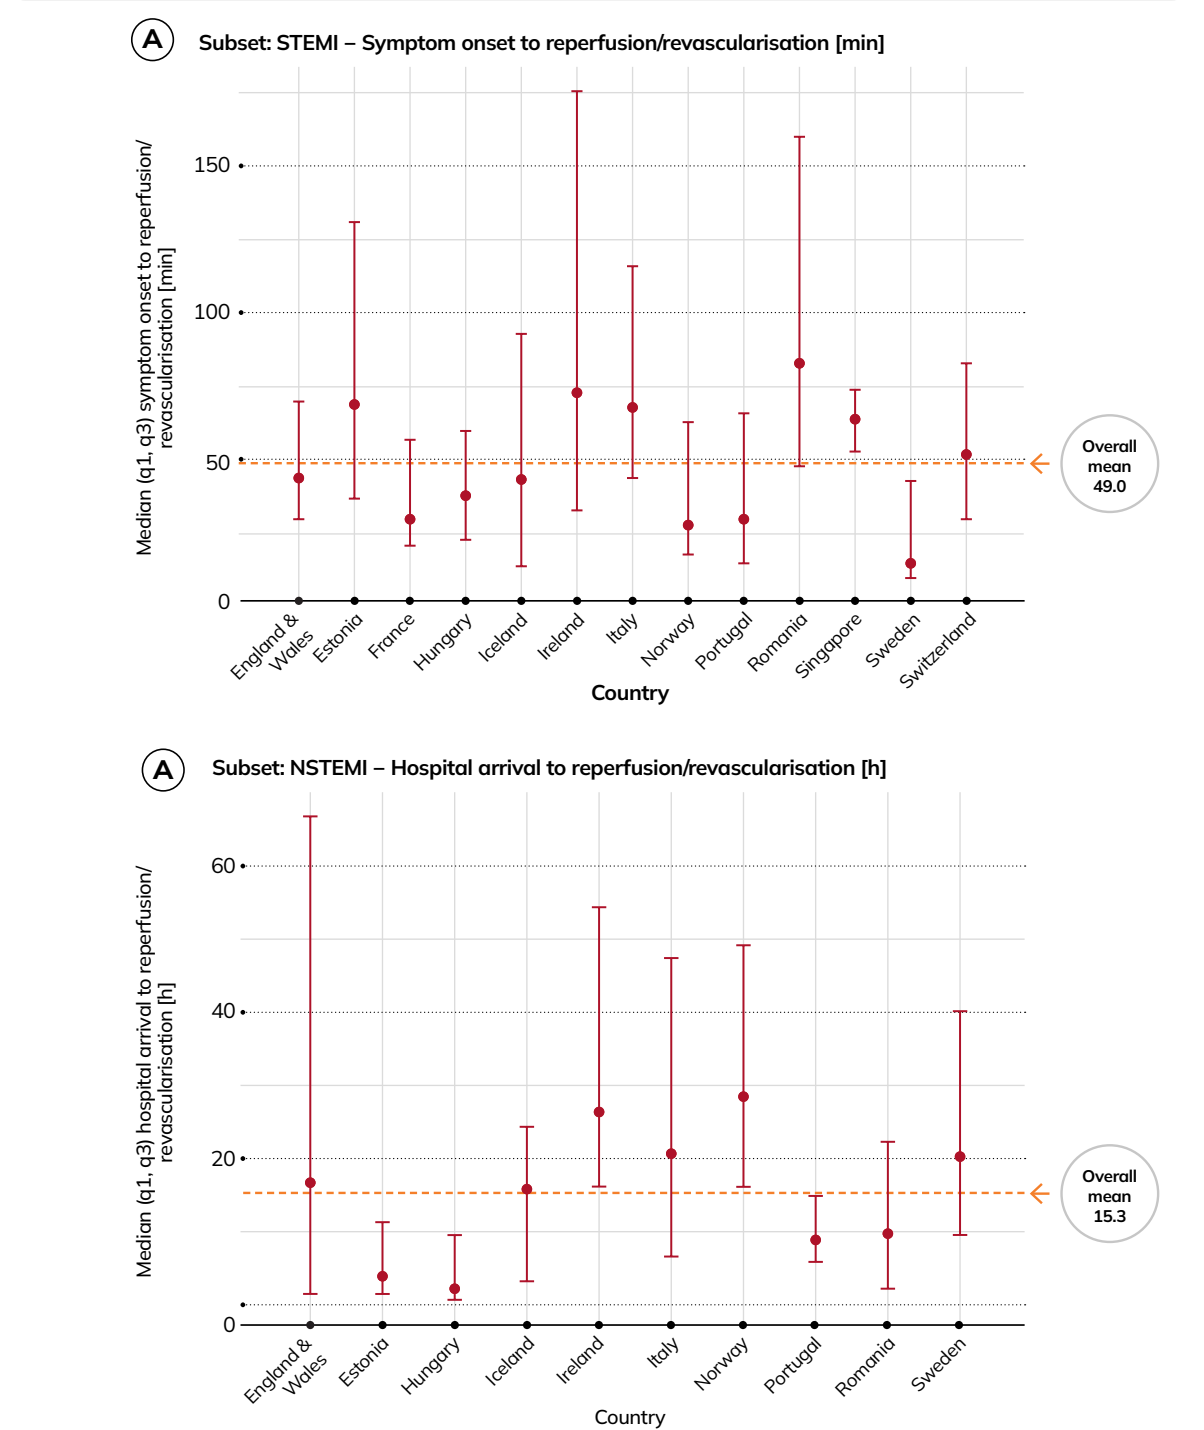 A
Subset: STEMI – Symptom onset to reperfusion/revascularisation [min]
Median (q1, q3) symptom onset to reperfusion/
revascularisation [min]
150
100
50
0
Overall
mean
49.0
England &
Wales
Estonia
France
Hungary
Iceland
Ireland
Italy
Norway
Portugal
Romania
Singapore
Sweden
Switzerland
Country
A
Subset: NSTEMI – Hospital arrival to reperfusion/revascularisation [h]
Median (q1, q3) hospital arrival to reperfusion/
revascularisation [h]
60
40
20
0
Overall
mean
15.3
England &
Wales
Estonia
Hungary
Iceland
Ireland
Italy
Norway
Portugal
Romania
Sweden
Country